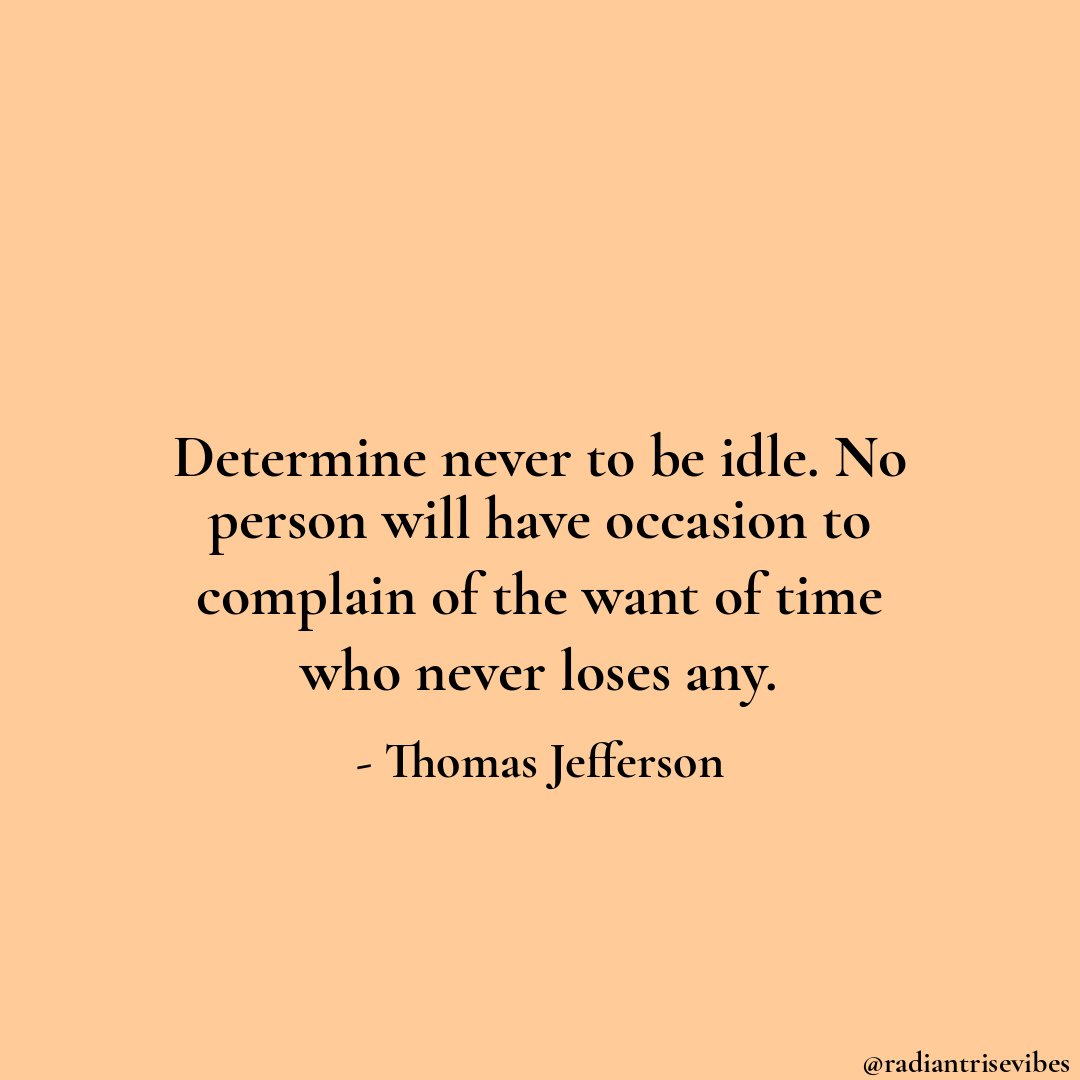 Determine never to be idle. No
person will have occasion to
complain of the want of time
who never loses any.
- Thomas Jefferson
@radiantrisevibes